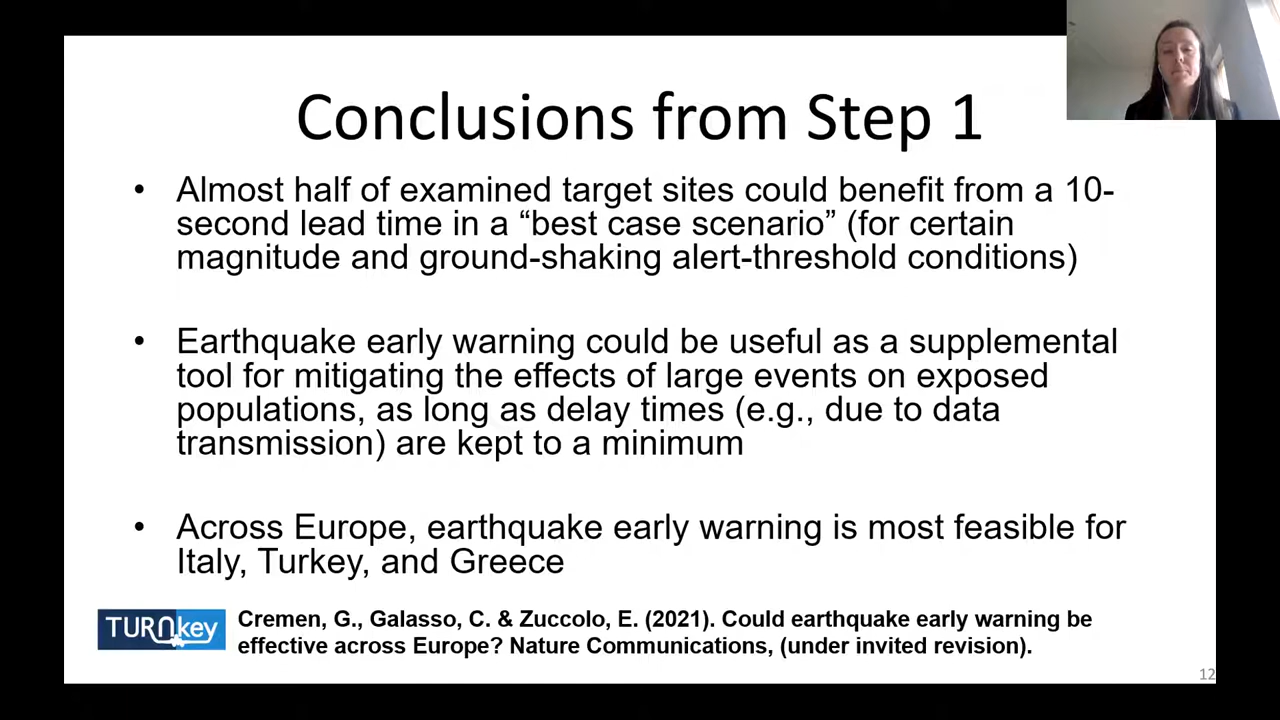 Conclusions from Step 1
• Almost half of examined target sites could benefit from a 10-
second lead time in a “best case scenario” (for certain
magnitude and ground-shaking alert-threshold conditions)
• Earthquake early warning could be useful as a supplemental
tool for mitigating the effects of large events on exposed
populations, as long as delay times (e.g., due to data
transmission) are kept to a minimum
• Across Europe, earthquake early warning is most feasible for
Italy, Turkey, and Greece
TURNkey
Cremen, G., Galasso, C. & Zuccolo, E. (2021). Could earthquake early warning be
effective across Europe? Nature Communications, (under invited revision).
12